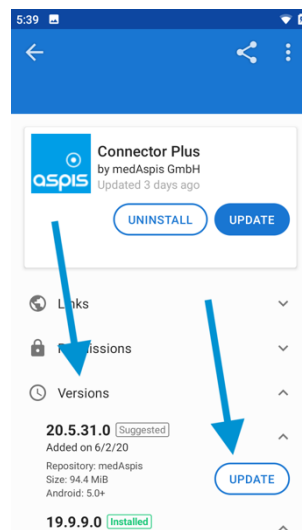 5:39
aspis
Connector Plus
by medAspis GmbH
Updated 3 days ago
UNINSTALL
UPDATE
Links
Versions
20.5.31.0 Suggested
Added on 6/2/20
Repository: medAspis
Size: 94.4 MiB
Android: 5.0+
UPDATE
19.9.9.0 Installed